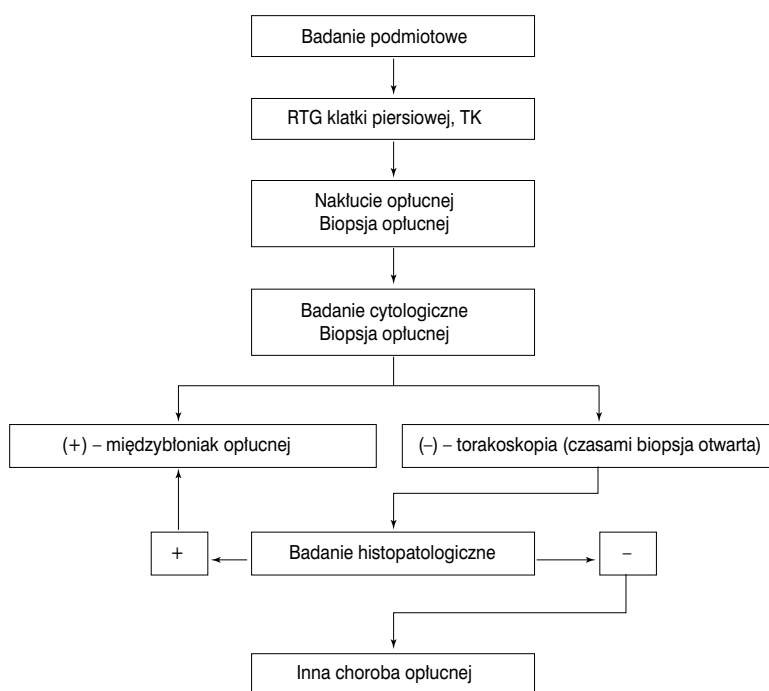 Badanie podmiotowe
RTG klatki piersiowej, TK
Nakłucie opłucnej
Biopsja opłucnej
Badanie cytologiczne
Biopsja opłucnej
(+) – międzybłoniak opłucnej
(–) – torakoskopia (czasami biopsja otwarta)
+
Badanie histopatologiczne
–
Inna choroba opłucnej